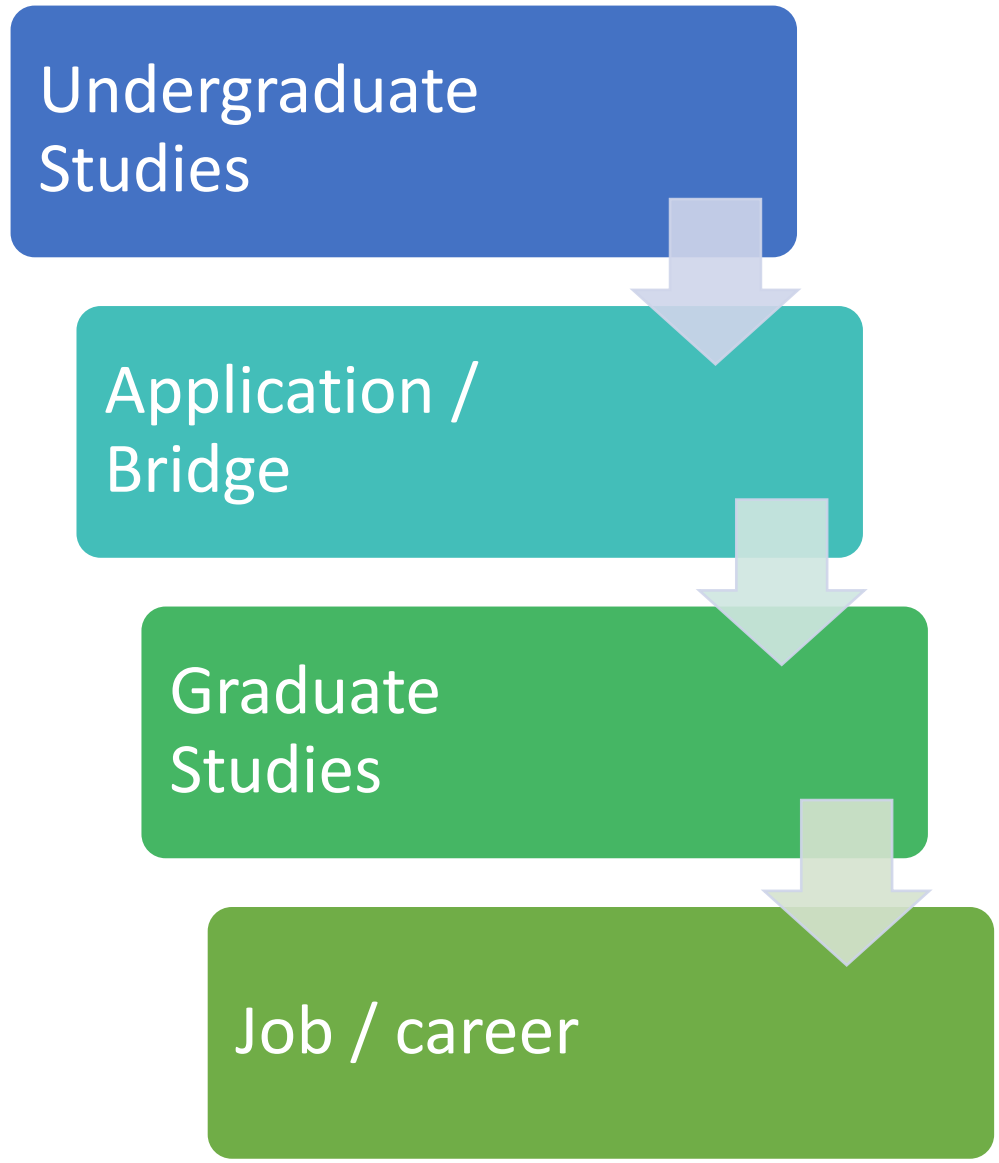 Undergraduate
Studies
Application /
Bridge
Graduate
Studies
Job / career